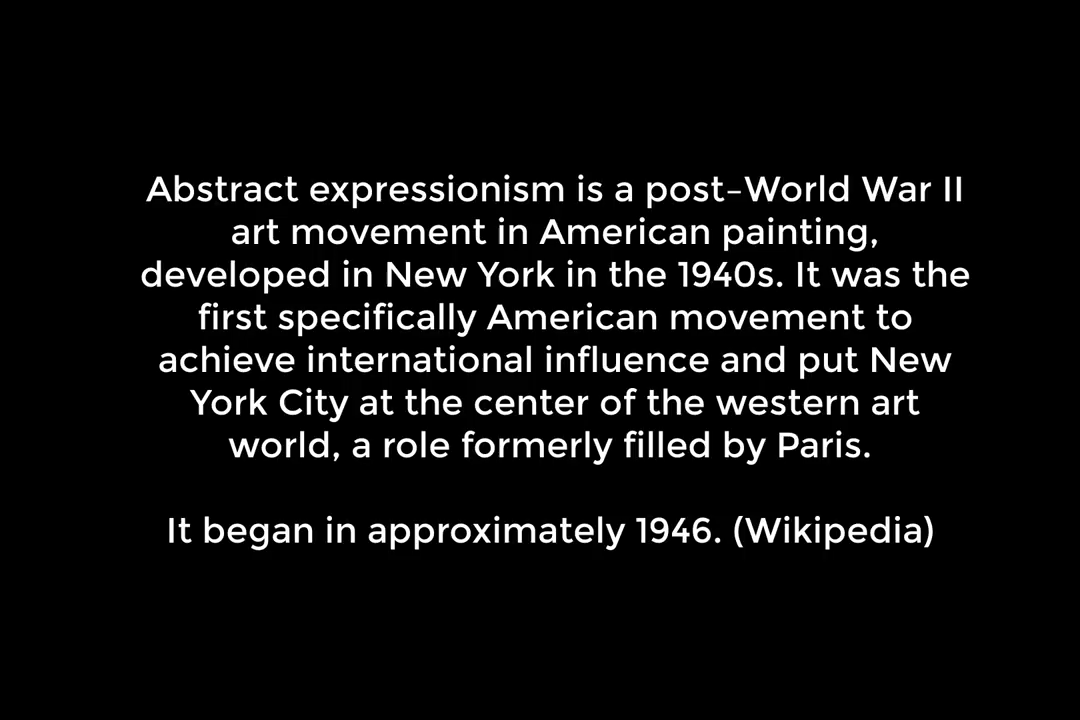 Abstract expressionism is a post–World War II
art movement in American painting,
developed in New York in the 1940s. It was the
first specifically American movement to
achieve international influence and put New
York City at the center of the western art
world, a role formerly filled by Paris.
It began in approximately 1946. (Wikipedia)